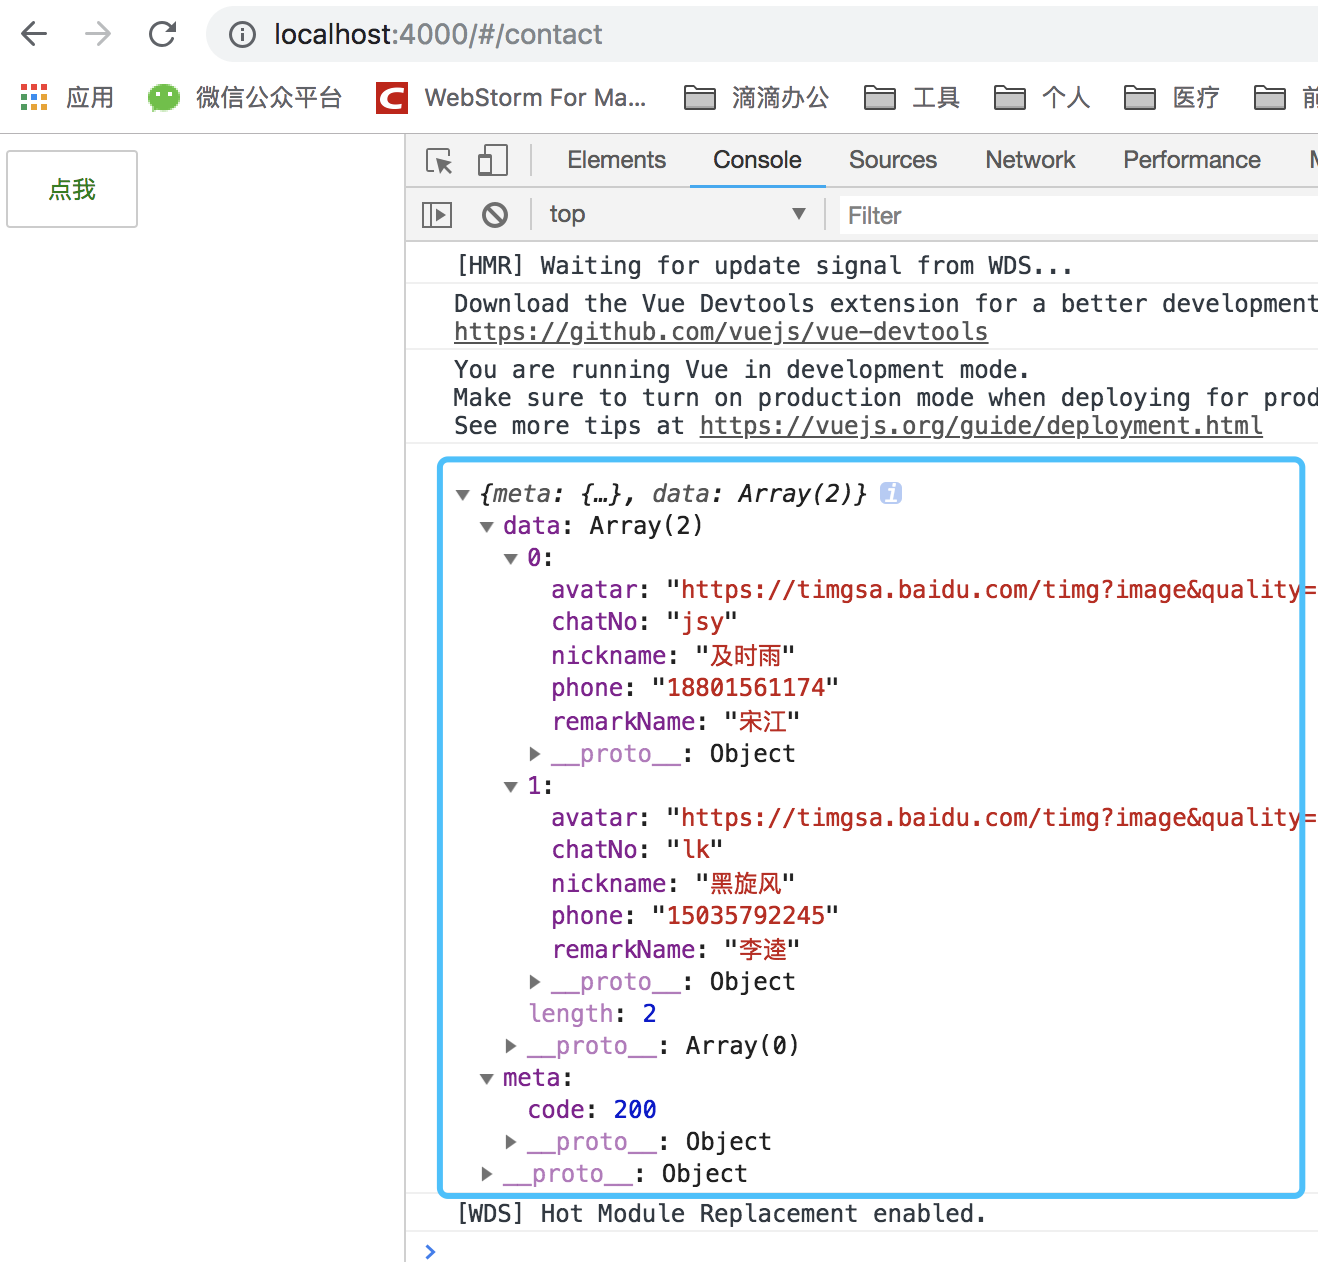 localhost:4000/#/contact
应用 微信公众平台 WebStorm For Ma... 滴滴办公 工具 个人 医疗 前
点我
Elements Console Sources Network Performance
top Filter
[HMR] Waiting for update signal from WDS...
Download the Vue Devtools extension for a better development
https://github.com/vuejs/vue-devtools
You are running Vue in development mode.
Make sure to turn on production mode when deploying for prod
See more tips at https://vuejs.org/guide/deployment.html
{meta: {…}, data: Array(2)}
data: Array(2)
0:
avatar: "https://timgsa.baidu.com/timg?image&quality=
chatNo: "jsy"
nickname: "及时雨"
phone: "18801561174"
remarkName: "宋江"
__proto__: Object
1:
avatar: "https://timgsa.baidu.com/timg?image&quality=
chatNo: "lk"
nickname: "黑旋风"
phone: "15035792245"
remarkName: "李逵"
__proto__: Object
length: 2
__proto__: Array(0)
meta:
code: 200
__proto__: Object
__proto__: Object
[WDS] Hot Module Replacement enabled.